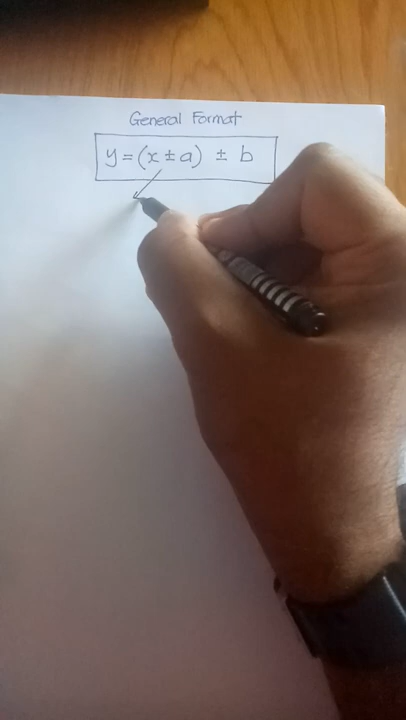 General Format
y = (x ± a) ± b